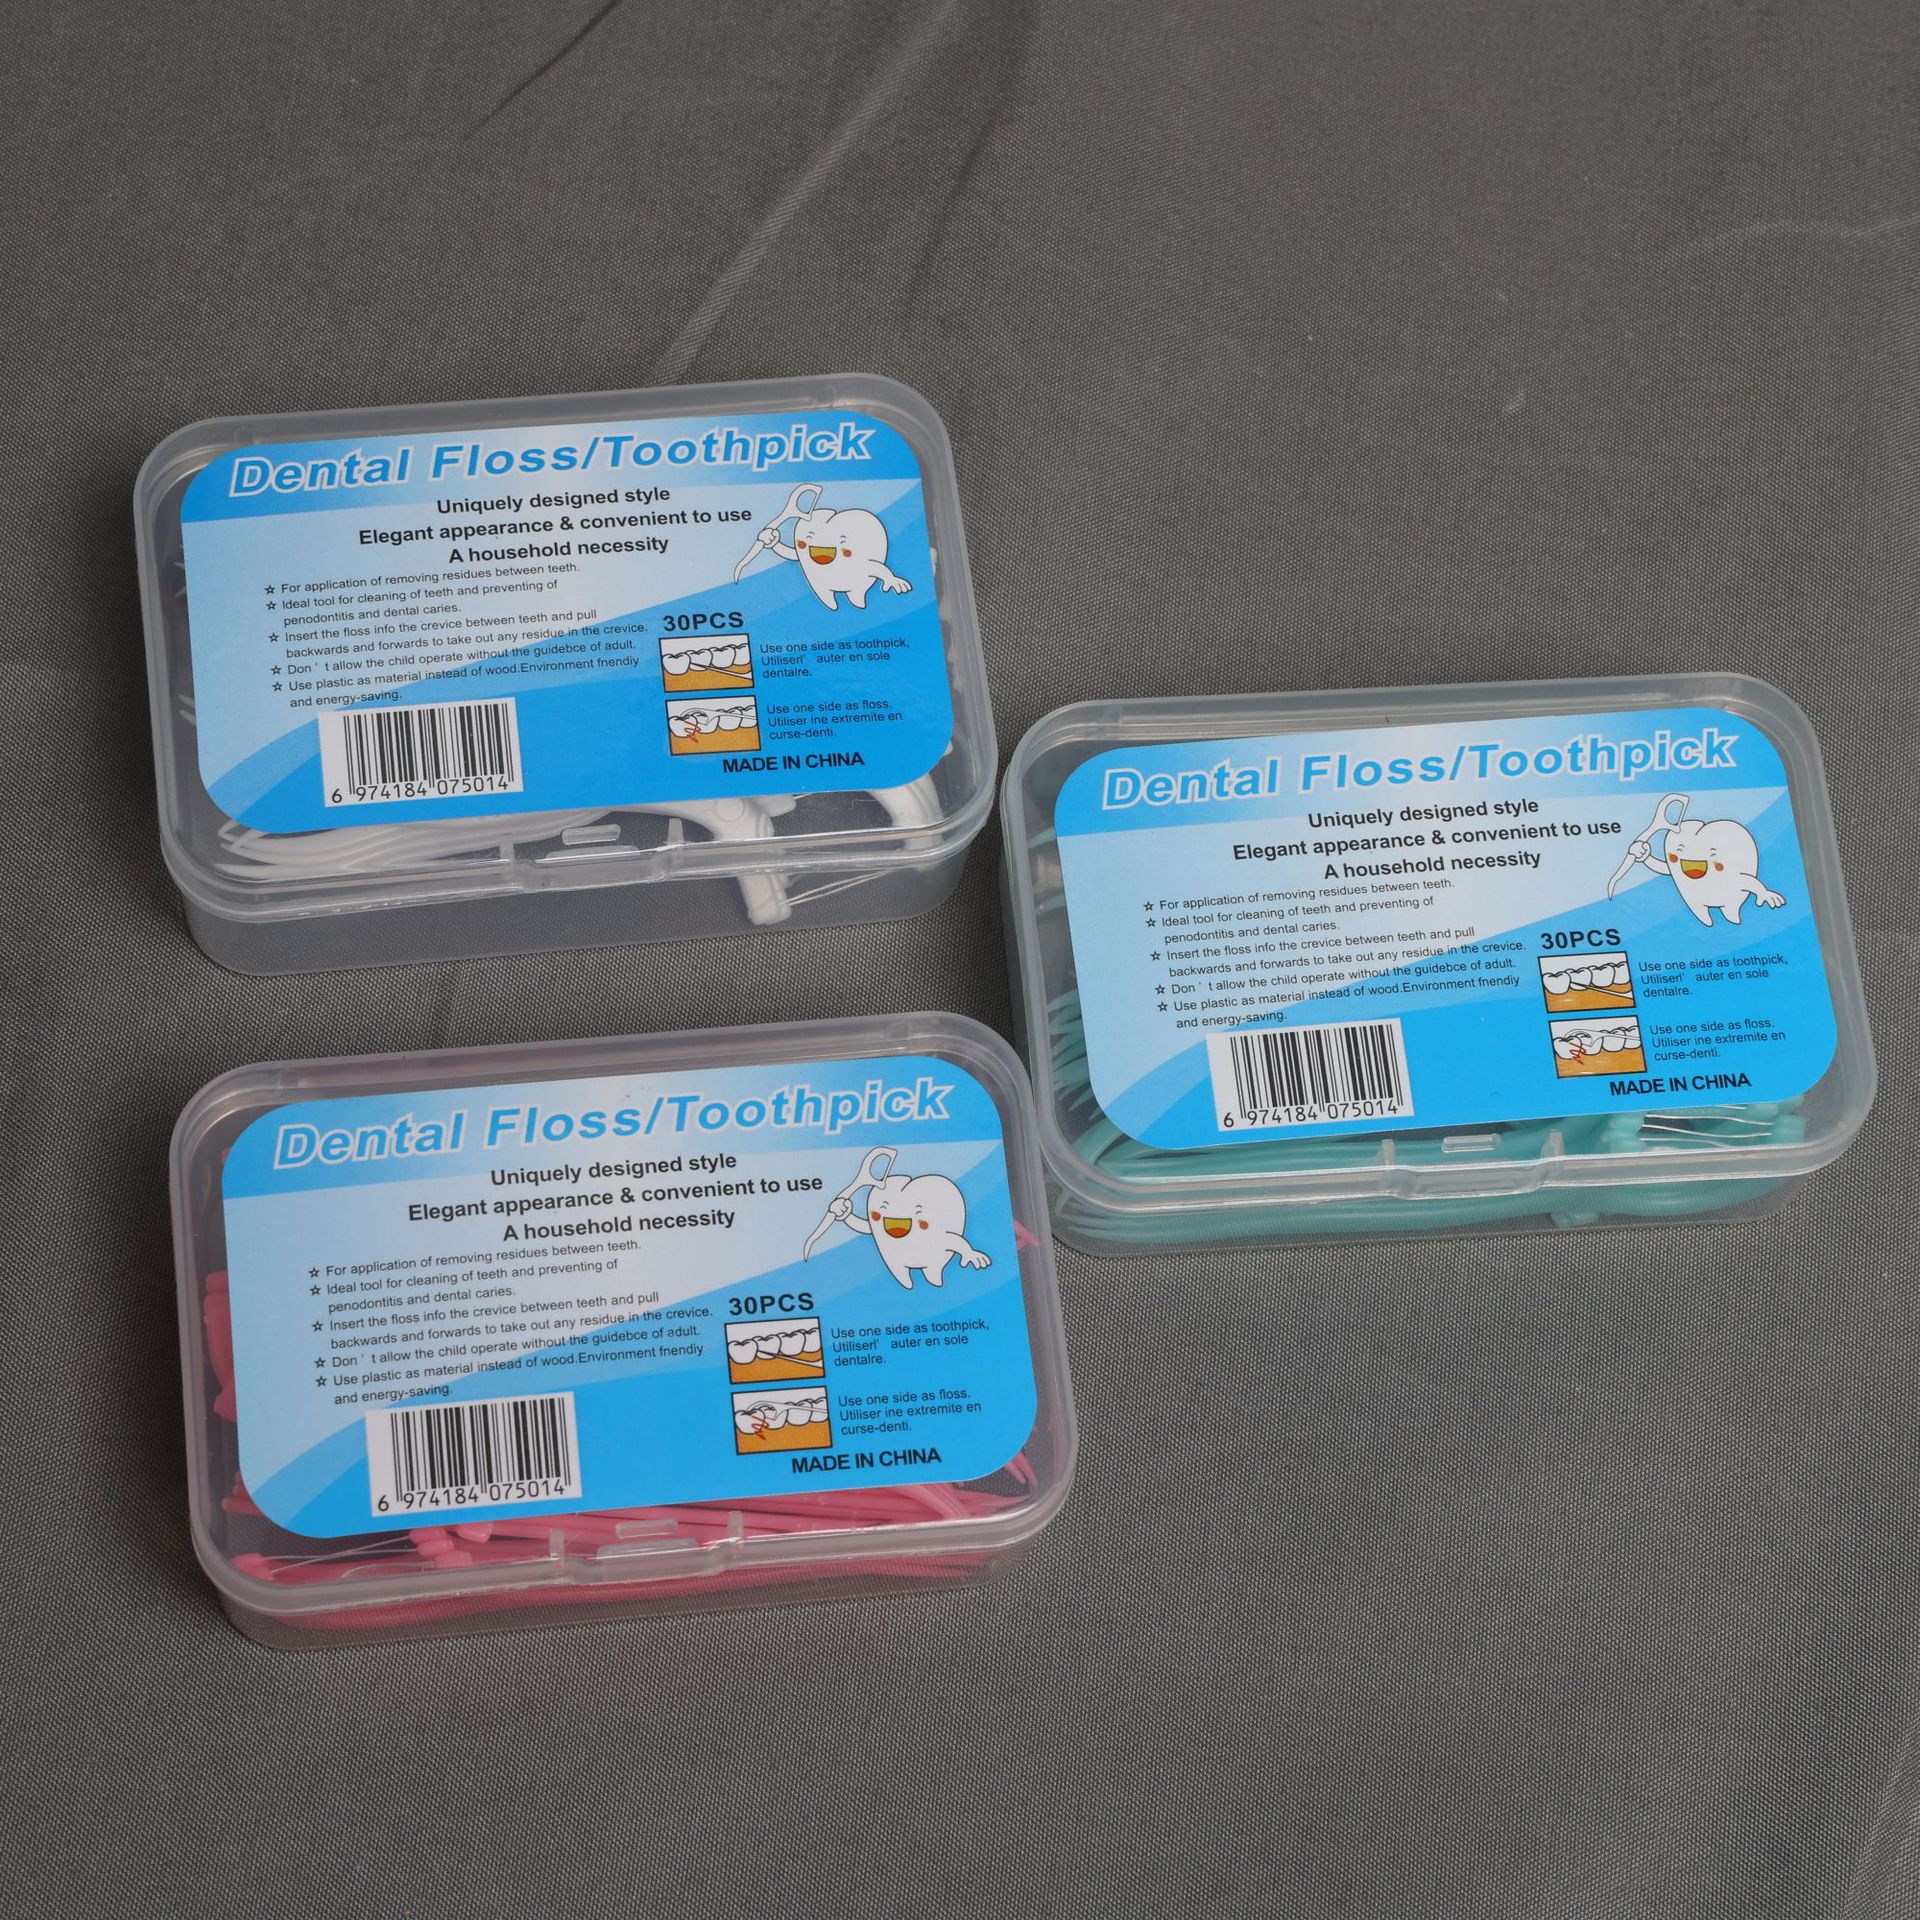 Dental Floss/Toothpick
Uniquely designed style
Elegant appearance & convenient to use
A household necessity
☆ For application of removing residues between teeth.
☆ Ideal tool for cleaning of teeth and preventing of
penodontitis and dental caries.
☆ Insert the floss info the crevice between teeth and pull
backwards and forwards to take out any residue in the crevice.
☆ Don ' t allow the child operate without the guidebce of adult.
☆ Use plastic as material instead of wood.Environment fnendiy
and energy-saving.
30PCS
Use one side as toothpick,
Utiliserl' auter en sole
dentalre.
Use one side as floss.
Utiliser ine extremite en
curse-denti.
MADE IN CHINA
6 974184 075014
Dental Floss/Toothpick
Uniquely designed style
Elegant appearance & convenient to use
A household necessity
☆ For application of removing residues between teeth.
☆ Ideal tool for cleaning of teeth and preventing of
penodontitis and dental caries.
☆ Insert the floss info the crevice between teeth and pull
backwards and forwards to take out any residue in the crevice.
☆ Don ' t allow the child operate without the guidebce of adult.
☆ Use plastic as material instead of wood.Environment fnendiy
and energy-saving.
30PCS
Use one side as toothpick,
Utiliserl' auter en sole
dentalre.
Use one side as floss.
Utiliser ine extremite en
curse-denti.
MADE IN CHINA
6 974184 075014
Dental Floss/Toothpick
Uniquely designed style
Elegant appearance & convenient to use
A household necessity
☆ For application of removing residues between teeth.
☆ Ideal tool for cleaning of teeth and preventing of
penodontitis and dental caries.
☆ Insert the floss info the crevice between teeth and pull
backwards and forwards to take out any residue in the crevice.
☆ Don ' t allow the child operate without the guidebce of adult.
☆ Use plastic as material instead of wood.Environment fnendiy
and energy-saving.
30PCS
Use one side as toothpick,
Utiliserl' auter en sole
dentalre.
Use one side as floss.
Utiliser ine extremite en
curse-denti.
MADE IN CHINA
6 974184 075014